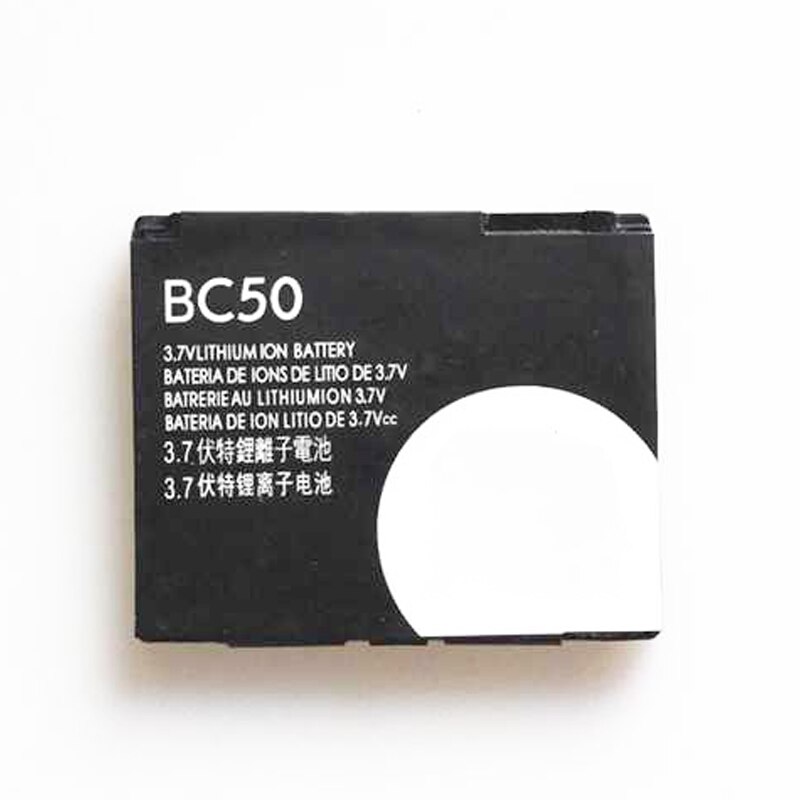 BC50
3.7VLITHIUM ION BATTERY
BATERIA DE IONS DE LITIO DE 3.7V
BATRERIE AU LITHIUMION 3.7V
BATERIA DE ION LITIO DE 3.7Vcc
3.7伏特鋰離子電池
3.7伏特锂离子电池